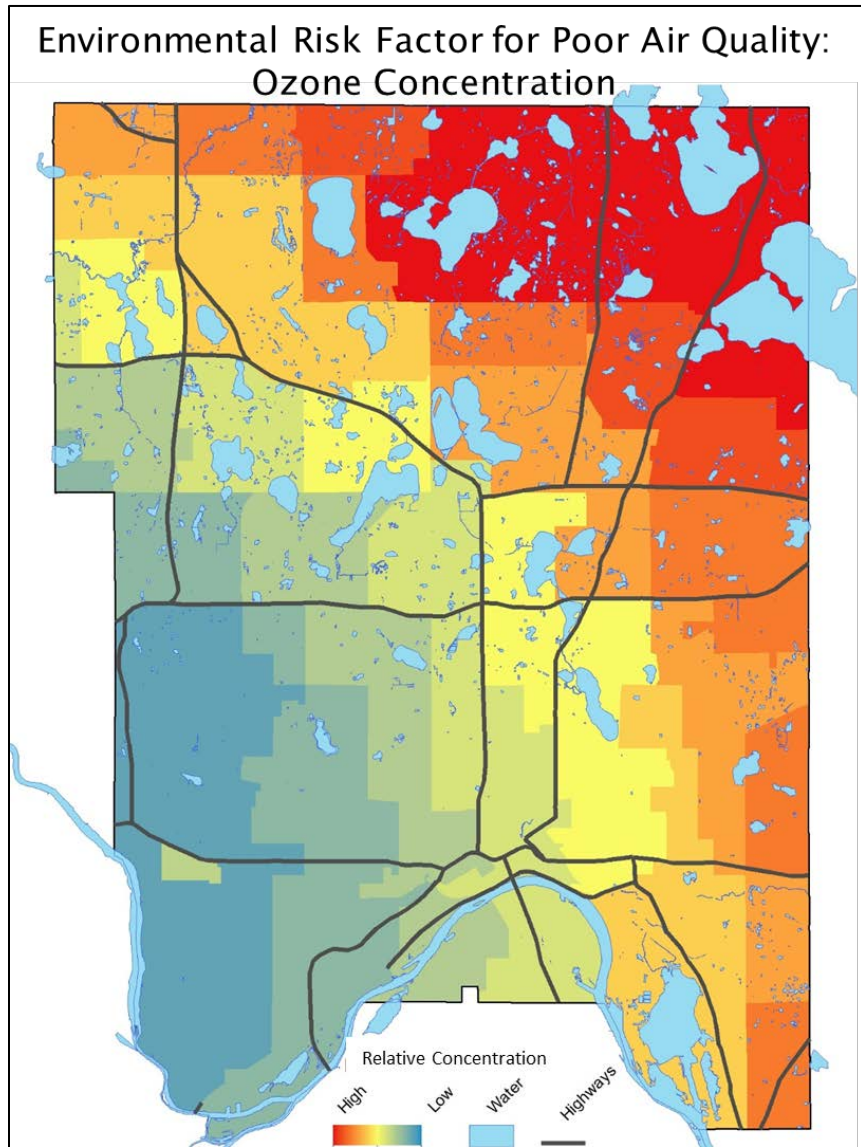 Environmental Risk Factor for Poor Air Quality:
Ozone Concentration
Relative Concentration
High Low Water Highways